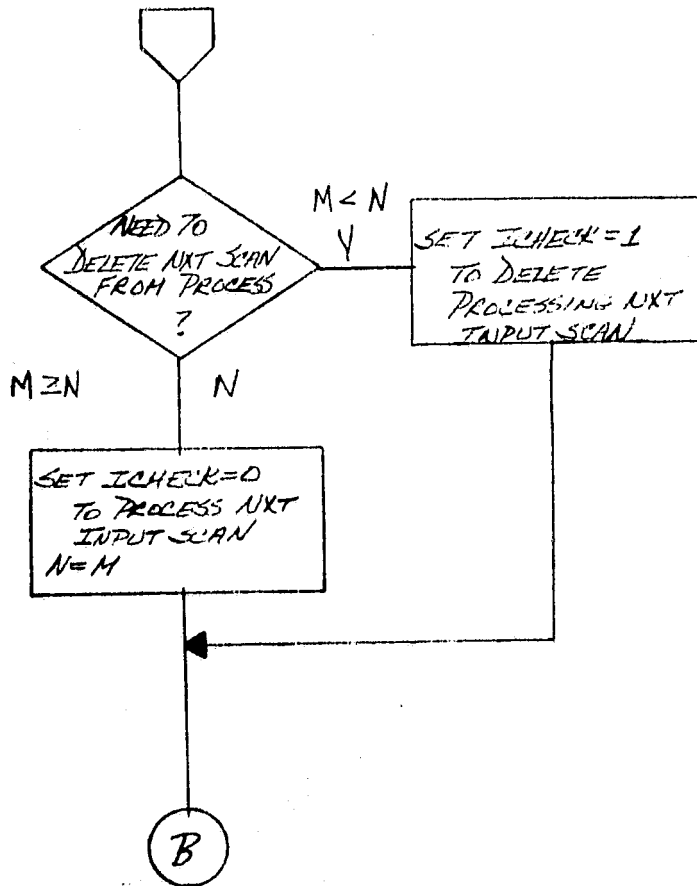 NEED TO
DELETE NXT SCAN
FROM PROCESS
?
M < N
Y
SET ICHECK=1
TO DELETE
PROCESSING NXT
INPUT SCAN
M ≥ N
N
SET ICHECK=0
TO PROCESS NXT
INPUT SCAN
N=M
B